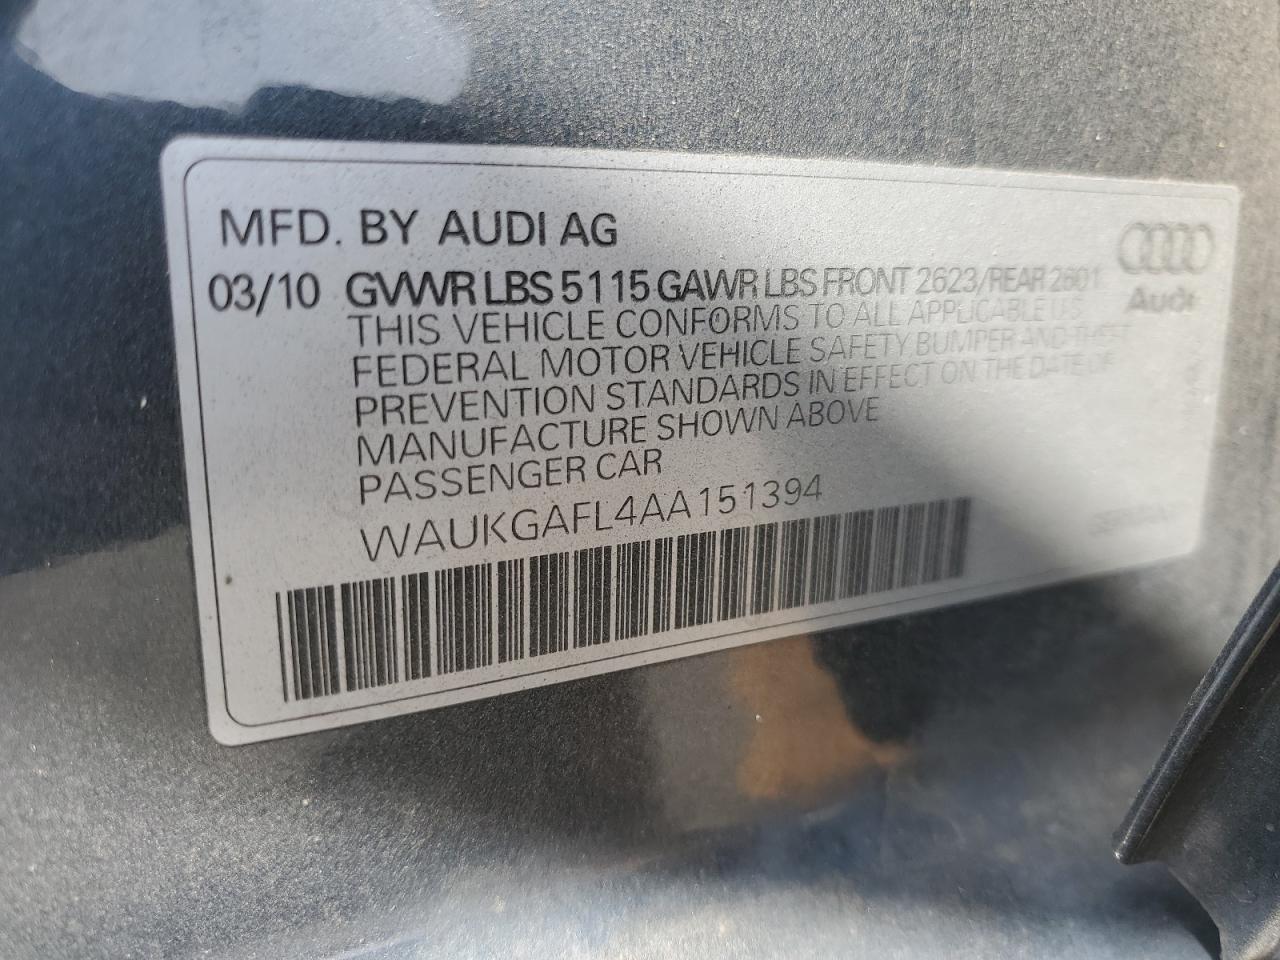 MFD. BY AUDI AG
03/10 GVWR LBS 5115 GAWR LBS FRONT 2623/REAR 2601
Audi
THIS VEHICLE CONFORMS TO ALL APPLICABLE U.S.
FEDERAL MOTOR VEHICLE SAFETY, BUMPER AND THEFT
PREVENTION STANDARDS IN EFFECT ON THE DATE OF
MANUFACTURE SHOWN ABOVE
PASSENGER CAR
WAUKGAFL4AA151394